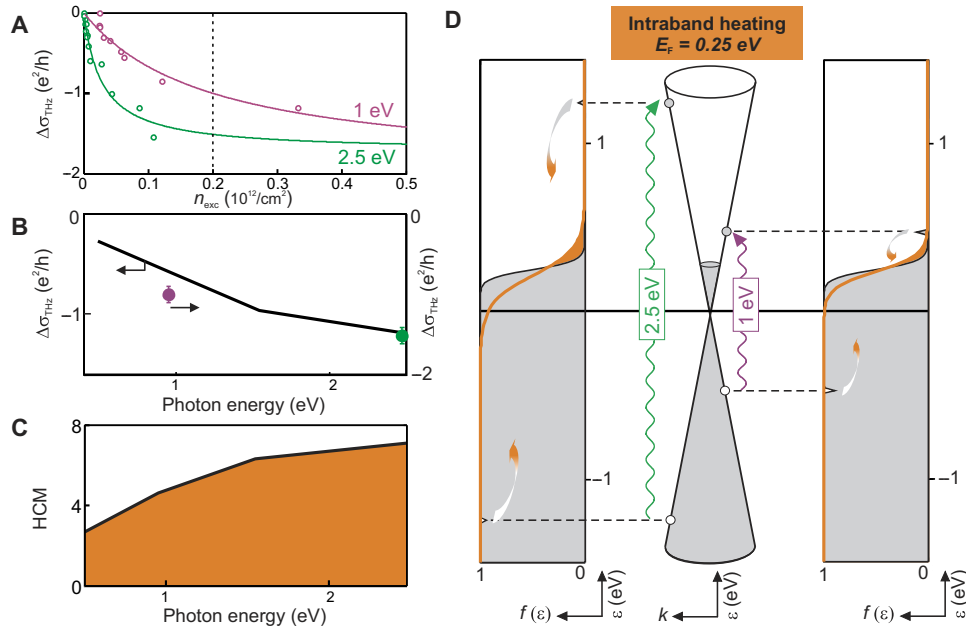 A
0
−1
−2
Δσ_THz (e²/h)
1 eV
2.5 eV
0 0.1 0.2 0.3 0.4 0.5
n_exc (10¹²/cm²)
B
0
−1
Δσ_THz (e²/h)
0
−2
Δσ_THz (e²/h)
1 2
Photon energy (eV)
C
8
4
0
HCM
1 2
Photon energy (eV)
D
Intraband heating
E_F = 0.25 eV
1
−1
2.5 eV
1 eV
1
−1
1 0
f (ε)
ε (eV)
k
ε (eV)
1 0
f (ε)
ε (eV)